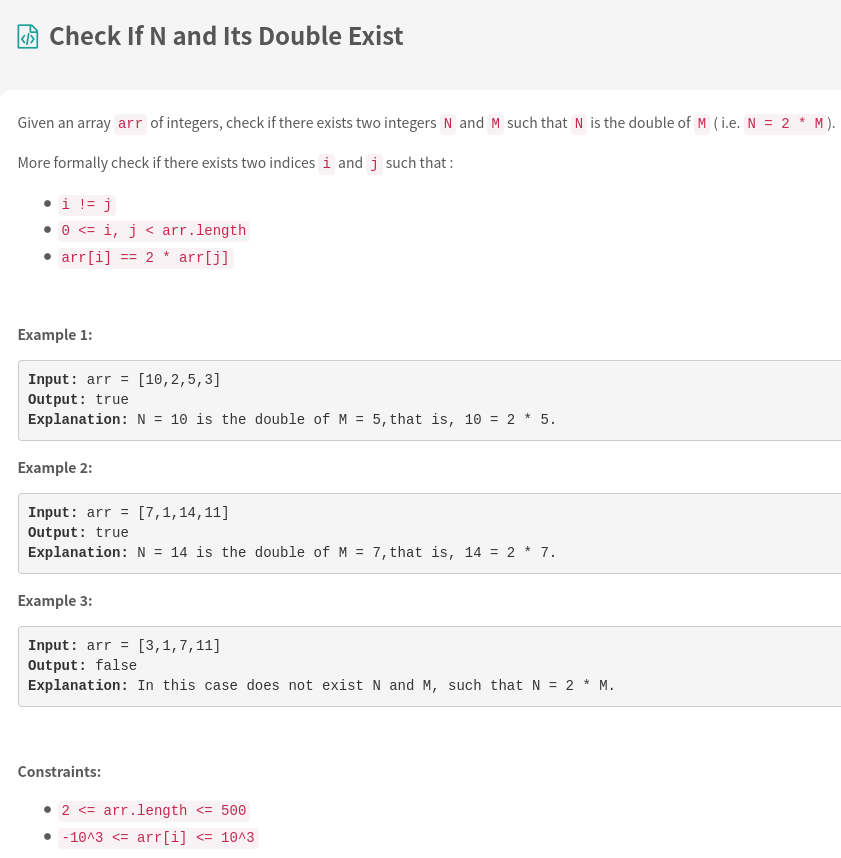 Check If N and Its Double Exist
Given an array arr of integers, check if there exists two integers N and M such that N is the double of M ( i.e. N = 2 * M ).
More formally check if there exists two indices i and j such that :
i != j
0 <= i, j < arr.length
arr[i] == 2 * arr[j]
Example 1:
Input: arr = [10,2,5,3]
Output: true
Explanation: N = 10 is the double of M = 5,that is, 10 = 2 * 5.
Example 2:
Input: arr = [7,1,14,11]
Output: true
Explanation: N = 14 is the double of M = 7,that is, 14 = 2 * 7.
Example 3:
Input: arr = [3,1,7,11]
Output: false
Explanation: In this case does not exist N and M, such that N = 2 * M.
Constraints:
2 <= arr.length <= 500
-10^3 <= arr[i] <= 10^3